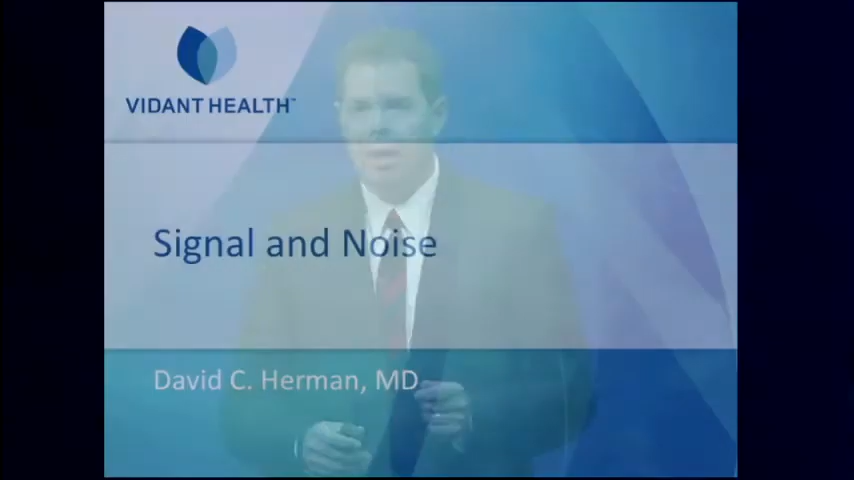 VIDANT HEALTH™
Signal and Noise
David C. Herman, MD